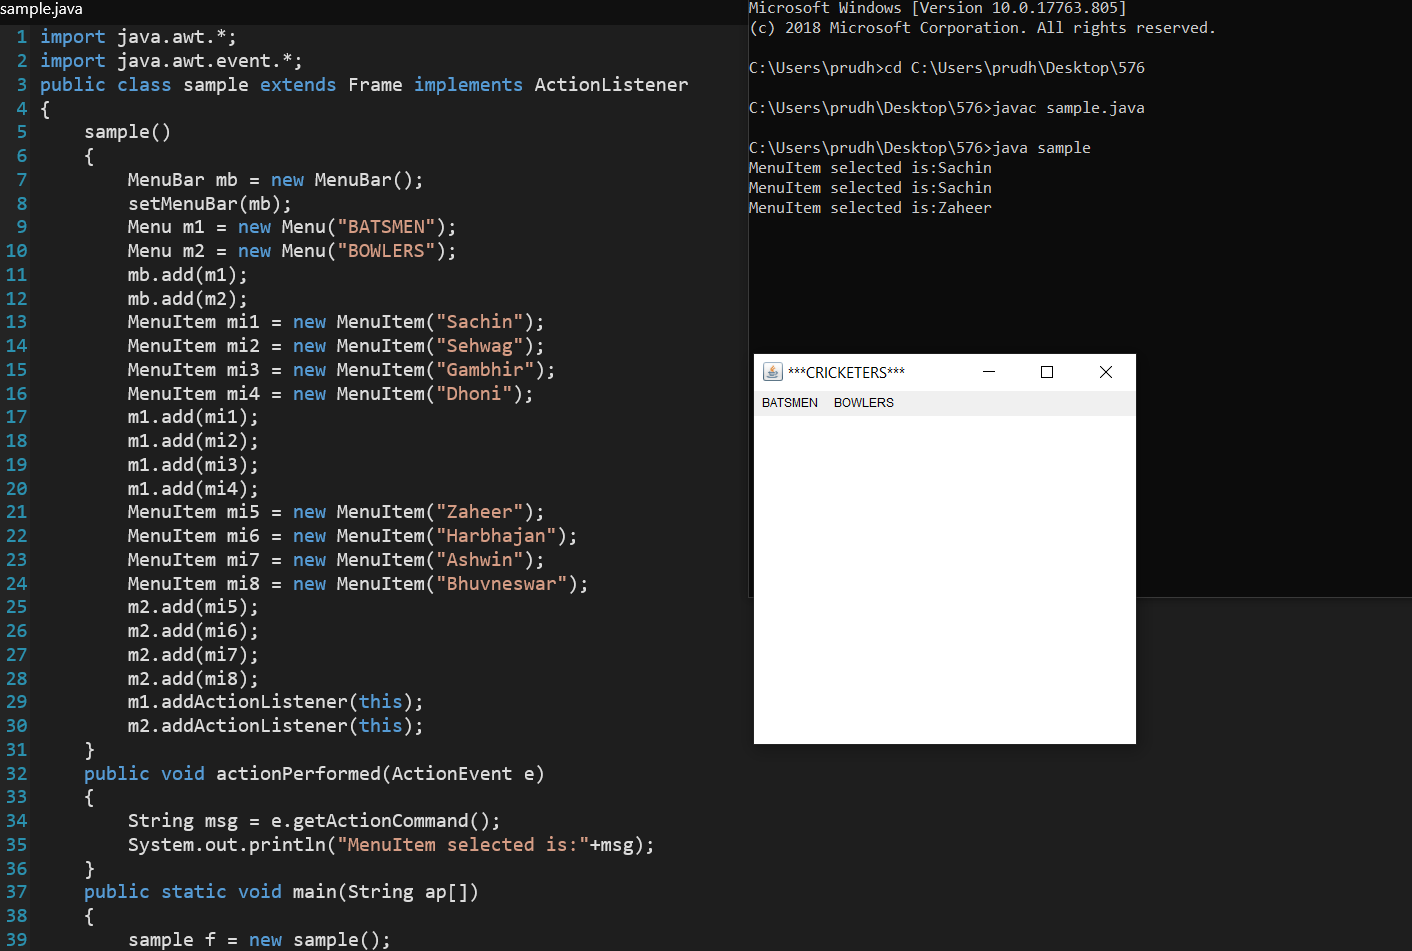 sample.java
1 import java.awt.*;
2 import java.awt.event.*;
3 public class sample extends Frame implements ActionListener
4 {
5     sample()
6     {
7         MenuBar mb = new MenuBar();
8         setMenuBar(mb);
9         Menu m1 = new Menu("BATSMEN");
10         Menu m2 = new Menu("BOWLERS");
11         mb.add(m1);
12         mb.add(m2);
13         MenuItem mi1 = new MenuItem("Sachin");
14         MenuItem mi2 = new MenuItem("Sehwag");
15         MenuItem mi3 = new MenuItem("Gambhir");
16         MenuItem mi4 = new MenuItem("Dhoni");
17         m1.add(mi1);
18         m1.add(mi2);
19         m1.add(mi3);
20         m1.add(mi4);
21         MenuItem mi5 = new MenuItem("Zaheer");
22         MenuItem mi6 = new MenuItem("Harbhajan");
23         MenuItem mi7 = new MenuItem("Ashwin");
24         MenuItem mi8 = new MenuItem("Bhuvneswar");
25         m2.add(mi5);
26         m2.add(mi6);
27         m2.add(mi7);
28         m2.add(mi8);
29         m1.addActionListener(this);
30         m2.addActionListener(this);
31     }
32     public void actionPerformed(ActionEvent e)
33     {
34         String msg = e.getActionCommand();
35         System.out.println("MenuItem selected is:"+msg);
36     }
37     public static void main(String ap[])
38     {
39         sample f = new sample();
Microsoft Windows [Version 10.0.17763.805]
(c) 2018 Microsoft Corporation. All rights reserved.
C:\Users\prudh>cd C:\Users\prudh\Desktop\576
C:\Users\prudh\Desktop\576>javac sample.java
C:\Users\prudh\Desktop\576>java sample
MenuItem selected is:Sachin
MenuItem selected is:Sachin
MenuItem selected is:Zaheer
***CRICKETERS***
BATSMEN BOWLERS